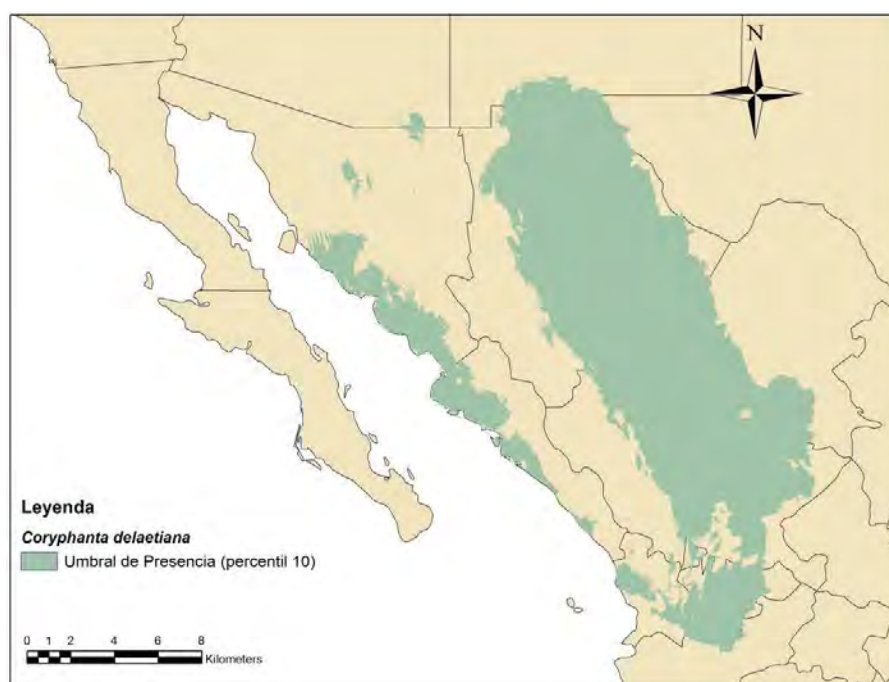 N
Leyenda
Coryphanta delaetiana
Umbral de Presencia (percentil 10)
0 1 2 4 6 8
Kilometers